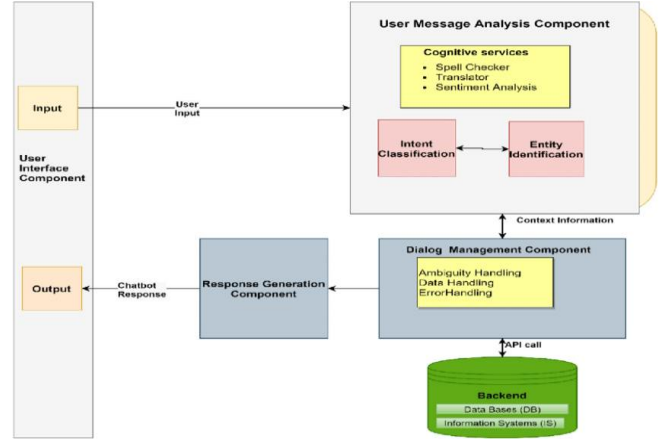 User Message Analysis Component
Cognitive services
Spell Checker
Translator
Sentiment Analysis
Input
User
Input
Intent
Classification
Entity
Identification
User
Interface
Component
Context Information
Dialog Management Component
Ambiguity Handling
Data Handling
ErrorHandling
Response Generation
Component
Chatbot
Response
Output
API call
Backend
Data Bases (DB)
Information Systems (IS)